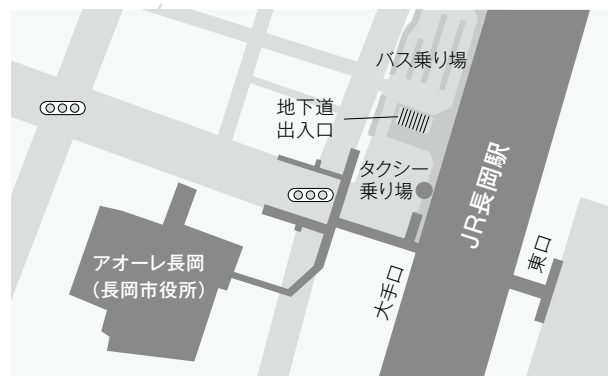 バス乗り場
地下道
出入口
タクシー
乗り場
JR長岡駅
アオーレ長岡
(長岡市役所)
大手口
東口